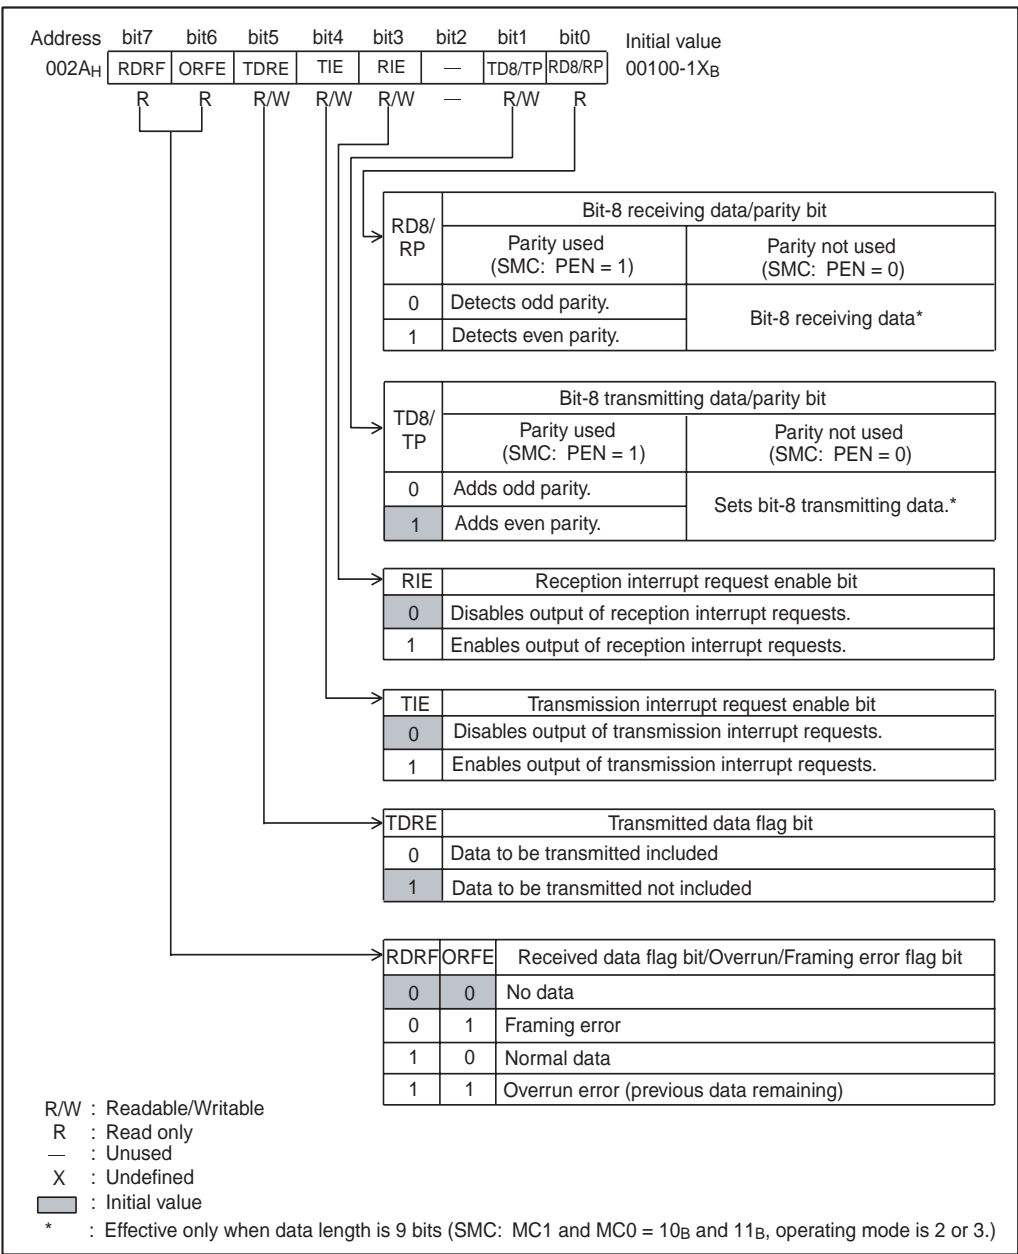 Address bit7 bit6 bit5 bit4 bit3 bit2 bit1 bit0 Initial value
002AH RDRF ORFE TDRE TIE RIE — TD8/TP RD8/RP 00100-1XB
R R R/W R/W R/W — R/W R
RD8/RP Bit-8 receiving data/parity bit
Parity used (SMC: PEN = 1) Parity not used (SMC: PEN = 0)
0 Detects odd parity. Bit-8 receiving data*
1 Detects even parity.
TD8/TP Bit-8 transmitting data/parity bit
Parity used (SMC: PEN = 1) Parity not used (SMC: PEN = 0)
0 Adds odd parity. Sets bit-8 transmitting data.*
1 Adds even parity.
RIE Reception interrupt request enable bit
0 Disables output of reception interrupt requests.
1 Enables output of reception interrupt requests.
TIE Transmission interrupt request enable bit
0 Disables output of transmission interrupt requests.
1 Enables output of transmission interrupt requests.
TDRE Transmitted data flag bit
0 Data to be transmitted included
1 Data to be transmitted not included
RDRF ORFE Received data flag bit/Overrun/Framing error flag bit
0 0 No data
0 1 Framing error
1 0 Normal data
1 1 Overrun error (previous data remaining)
R/W : Readable/Writable
R : Read only
— : Unused
X : Undefined
: Initial value
* : Effective only when data length is 9 bits (SMC: MC1 and MC0 = 10B and 11B, operating mode is 2 or 3.)